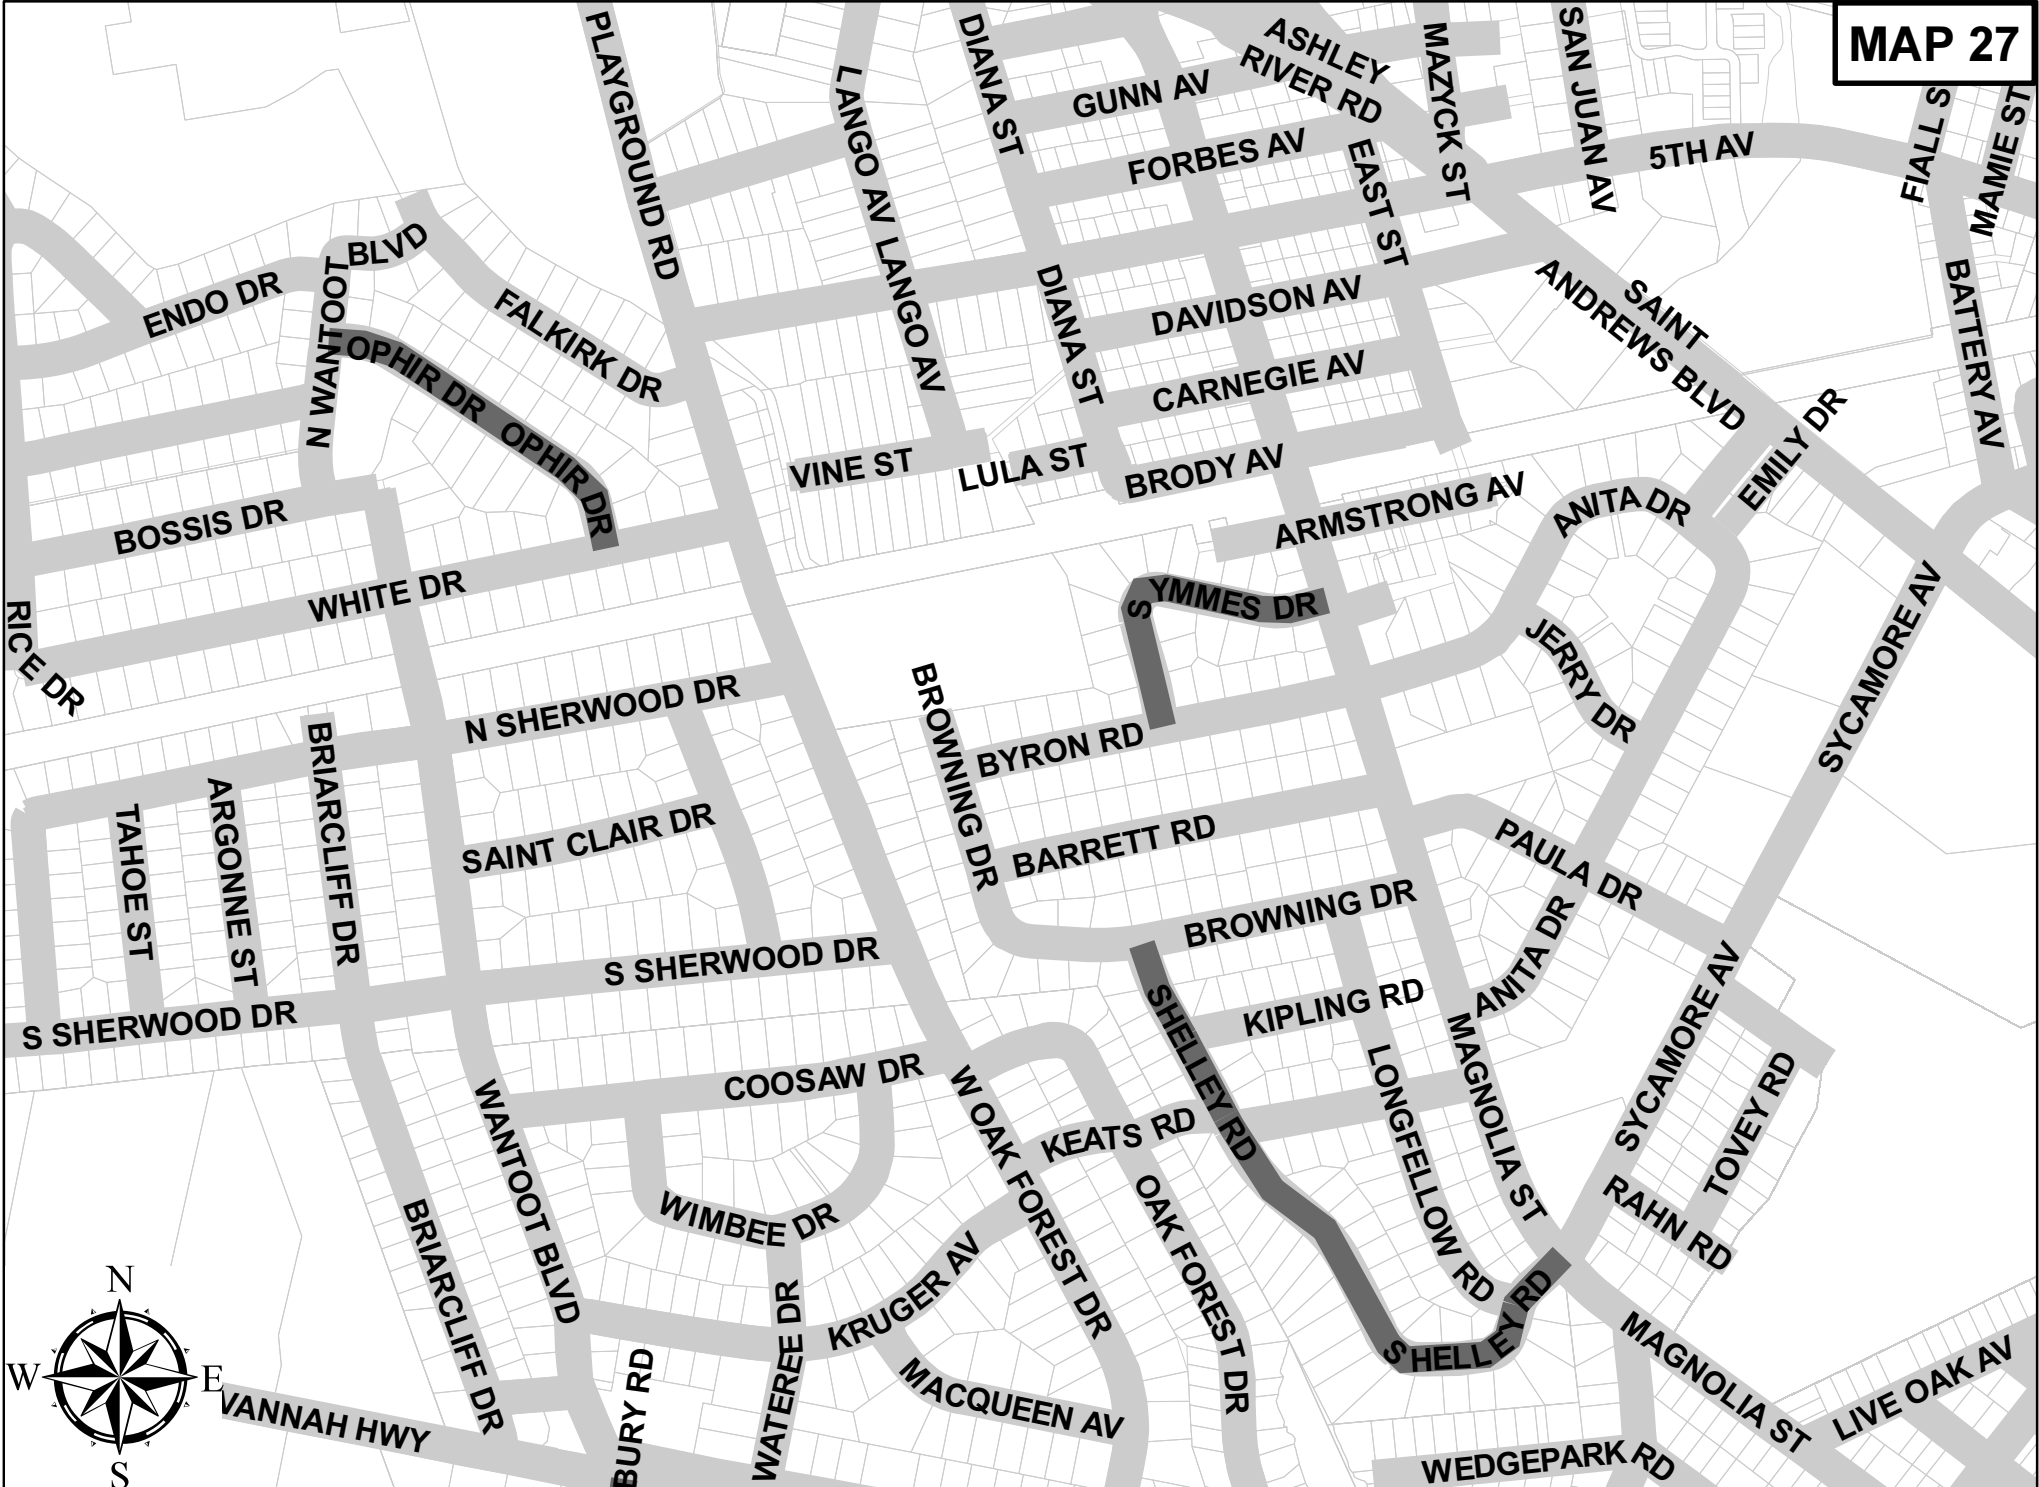 MAP 27
PLAYGROUND RD
LANGO AV
LANGO AV
DIANA ST
GUNN AV
ASHLEY
RIVER RD
MAZYCK ST
SAN JUAN AV
5TH AV
FIALL S
MAMIE ST
FORBES AV
EAST ST
N WANTOOT
BLVD
ENDO DR
FALKIRK DR
OPHIR DR
OPHIR DR
DIANA ST
DAVIDSON AV
CARNEGIE AV
SAINT
ANDREWS BLVD
BATTERY AV
EMILY DR
VINE ST
LULA ST
BRODY AV
ARMSTRONG AV
ANITA DR
BOSSIS DR
WHITE DR
RICE DR
SYMMES DR
JERRY DR
SYCAMORE AV
N SHERWOOD DR
BROWNING DR
BYRON RD
BRIARCLIFF DR
TAHOE ST
ARGONNE ST
SAINT CLAIR DR
BARRETT RD
PAULA DR
BROWNING DR
ANITA DR
S SHERWOOD DR
S SHERWOOD DR
SHELLEY RD
KIPLING RD
MAGNOLIA ST
SYCAMORE AV
TOVEY RD
COOSAW DR
W OAK FOREST DR
KEATS RD
LONGFELLOW RD
WANTOOT BLVD
WIMBEE DR
OAK FOREST DR
RAHN RD
BRIARCLIFF DR
KRUGER AV
WATEREE DR
MACQUEEN AV
SHELLEY RD
MAGNOLIA ST
LIVE OAK AV
WEDGEPARK RD
VANNAH HWY
BURY RD
N
W
E
S